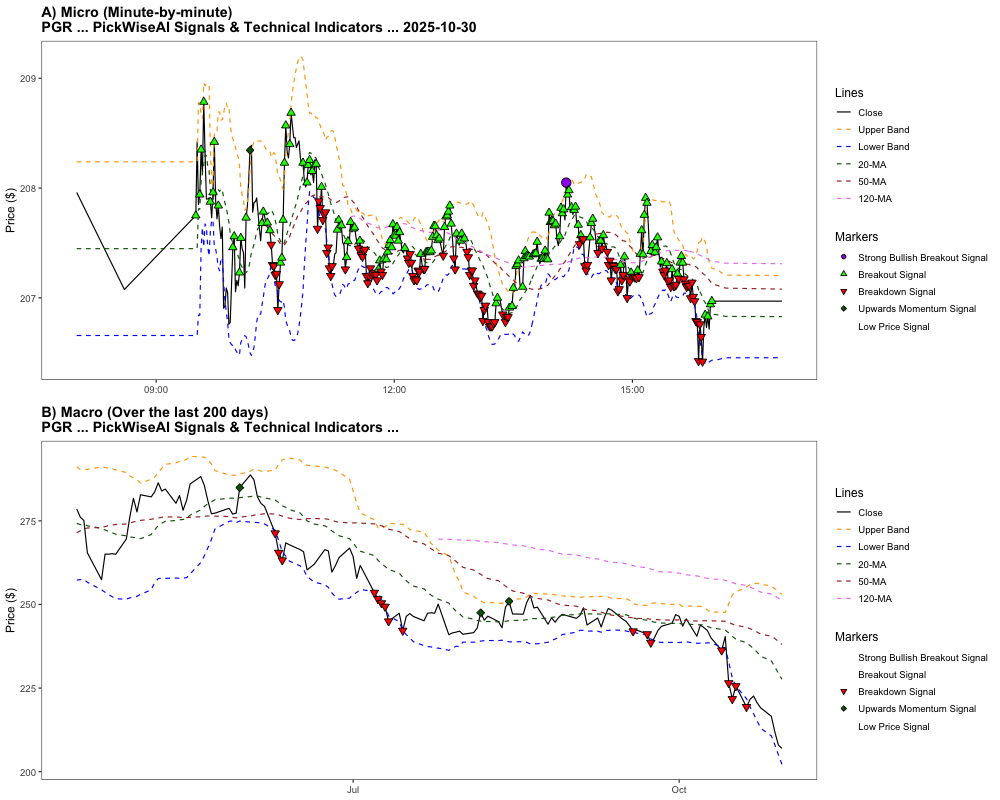 A) Micro (Minute-by-minute)
PGR ... PickWiseAI Signals & Technical Indicators ... 2025-10-30
Price ($)
209
208
207
09:00
12:00
15:00
Lines
Close
Upper Band
Lower Band
20-MA
50-MA
120-MA
Markers
Strong Bullish Breakout Signal
Breakout Signal
Breakdown Signal
Upwards Momentum Signal
Low Price Signal
B) Macro (Over the last 200 days)
PGR ... PickWiseAI Signals & Technical Indicators ...
Price ($)
275
250
225
200
Jul
Oct
Lines
Close
Upper Band
Lower Band
20-MA
50-MA
120-MA
Markers
Strong Bullish Breakout Signal
Breakout Signal
Breakdown Signal
Upwards Momentum Signal
Low Price Signal